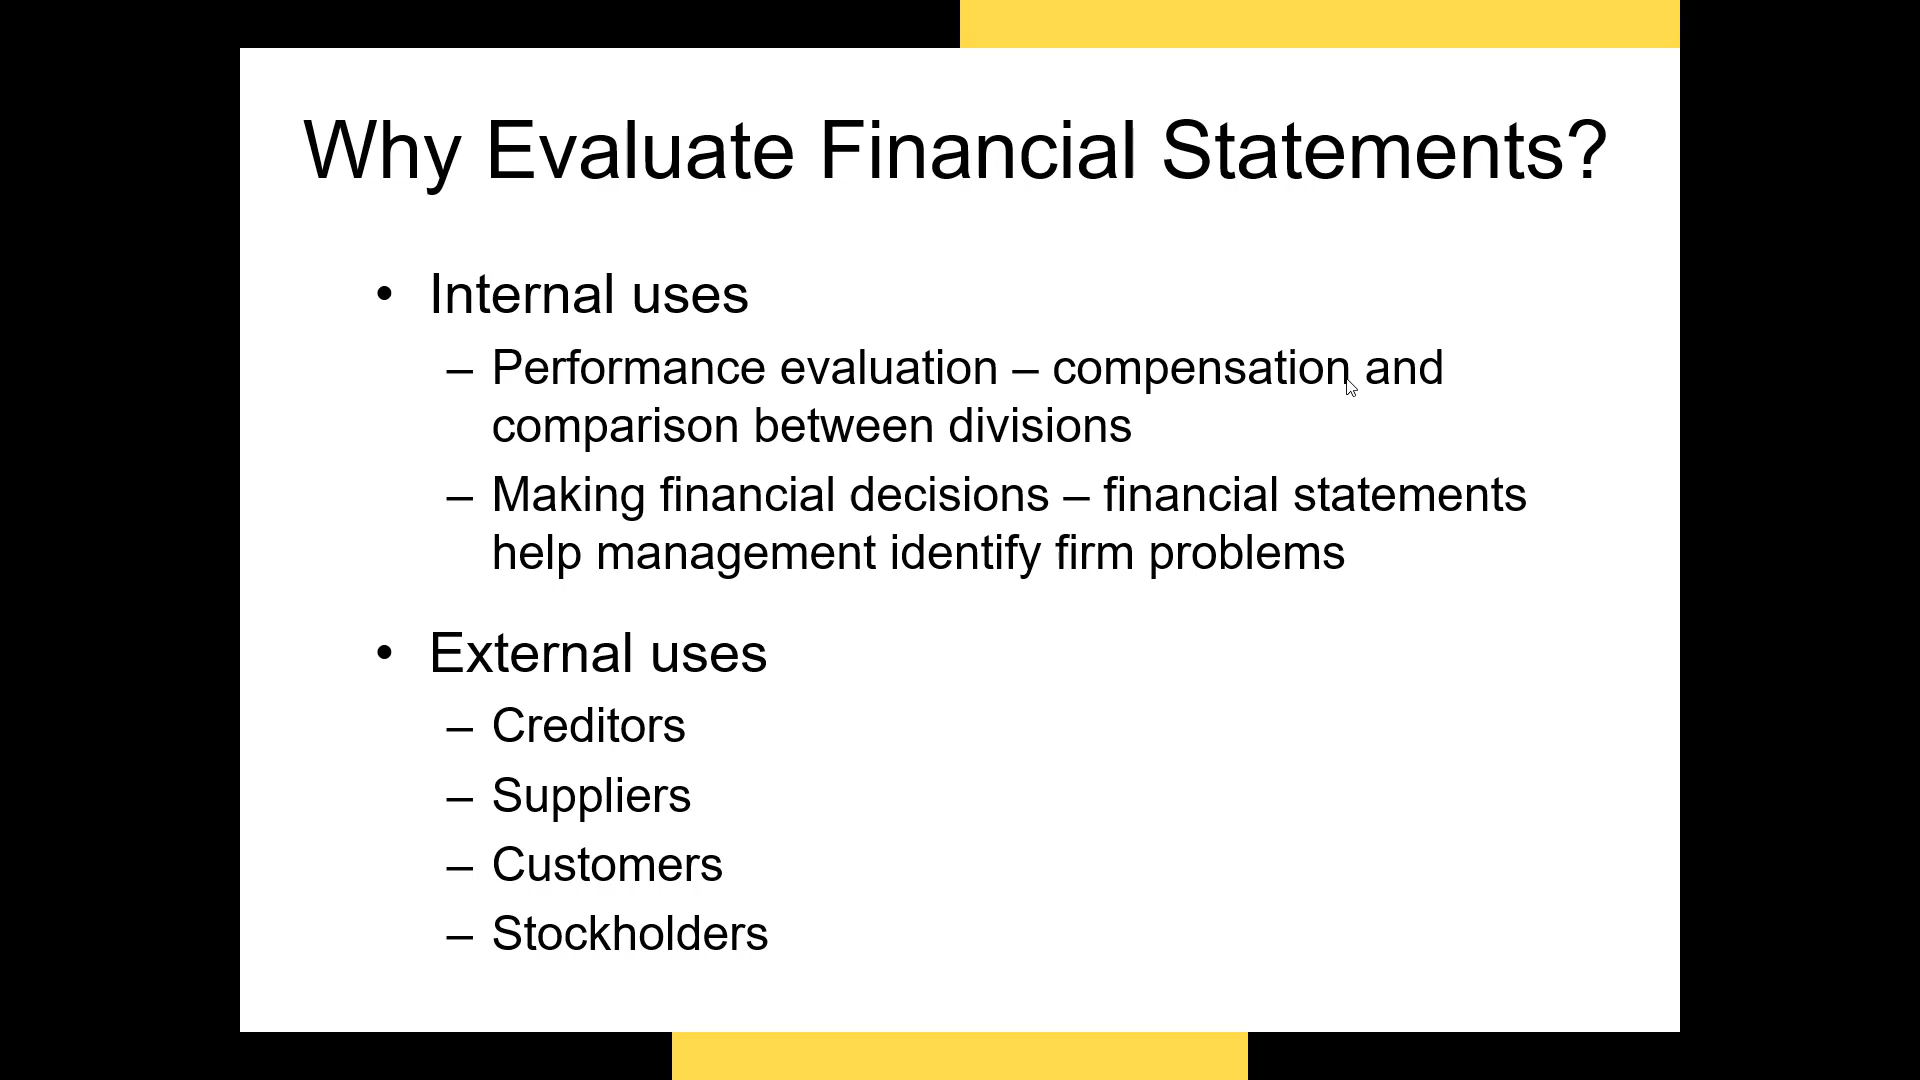 Why Evaluate Financial Statements?
• Internal uses
– Performance evaluation – compensation and
comparison between divisions
– Making financial decisions – financial statements
help management identify firm problems
• External uses
– Creditors
– Suppliers
– Customers
– Stockholders